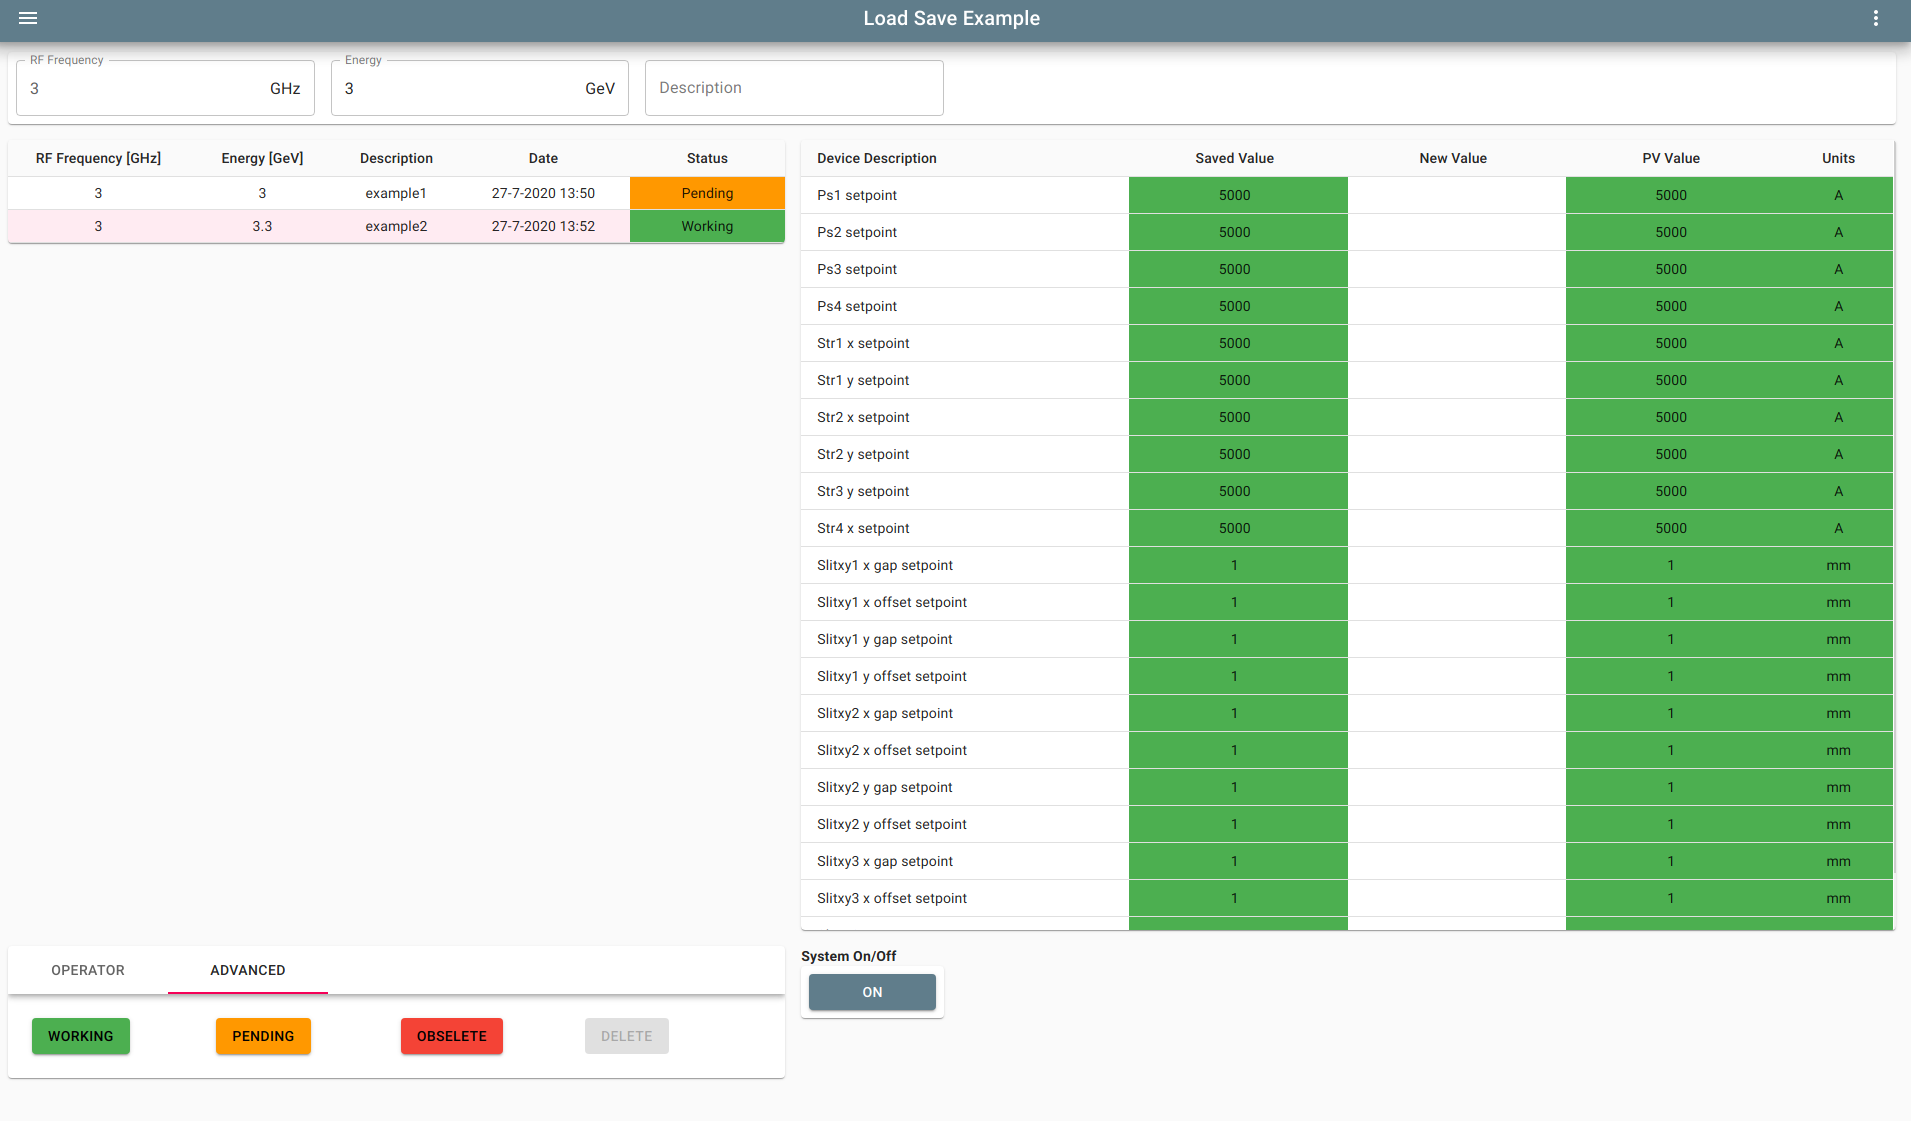 Load Save Example
RF Frequency
3 GHz
Energy
3 GeV
Description
RF Frequency [GHz] Energy [GeV] Description Date Status
3 3 example1 27-7-2020 13:50 Pending
3 3.3 example2 27-7-2020 13:52 Working
Device Description Saved Value New Value PV Value Units
Ps1 setpoint 5000 5000 A
Ps2 setpoint 5000 5000 A
Ps3 setpoint 5000 5000 A
Ps4 setpoint 5000 5000 A
Str1 x setpoint 5000 5000 A
Str1 y setpoint 5000 5000 A
Str2 x setpoint 5000 5000 A
Str2 y setpoint 5000 5000 A
Str3 y setpoint 5000 5000 A
Str4 x setpoint 5000 5000 A
Slitxy1 x gap setpoint 1 1 mm
Slitxy1 x offset setpoint 1 1 mm
Slitxy1 y gap setpoint 1 1 mm
Slitxy1 y offset setpoint 1 1 mm
Slitxy2 x gap setpoint 1 1 mm
Slitxy2 x offset setpoint 1 1 mm
Slitxy2 y gap setpoint 1 1 mm
Slitxy2 y offset setpoint 1 1 mm
Slitxy3 x gap setpoint 1 1 mm
Slitxy3 x offset setpoint 1 1 mm
OPERATOR ADVANCED
WORKING PENDING OBSELETE DELETE
System On/Off
ON